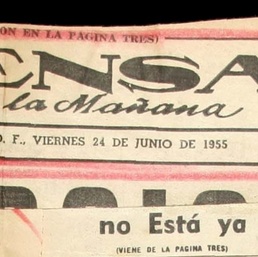 ON EN LA PAGINA TRES)
ENSA
la Mañana
D. F., VIERNES 24 DE JUNIO DE 1955
no Está ya
(VIENE DE LA PAGINA TRES)